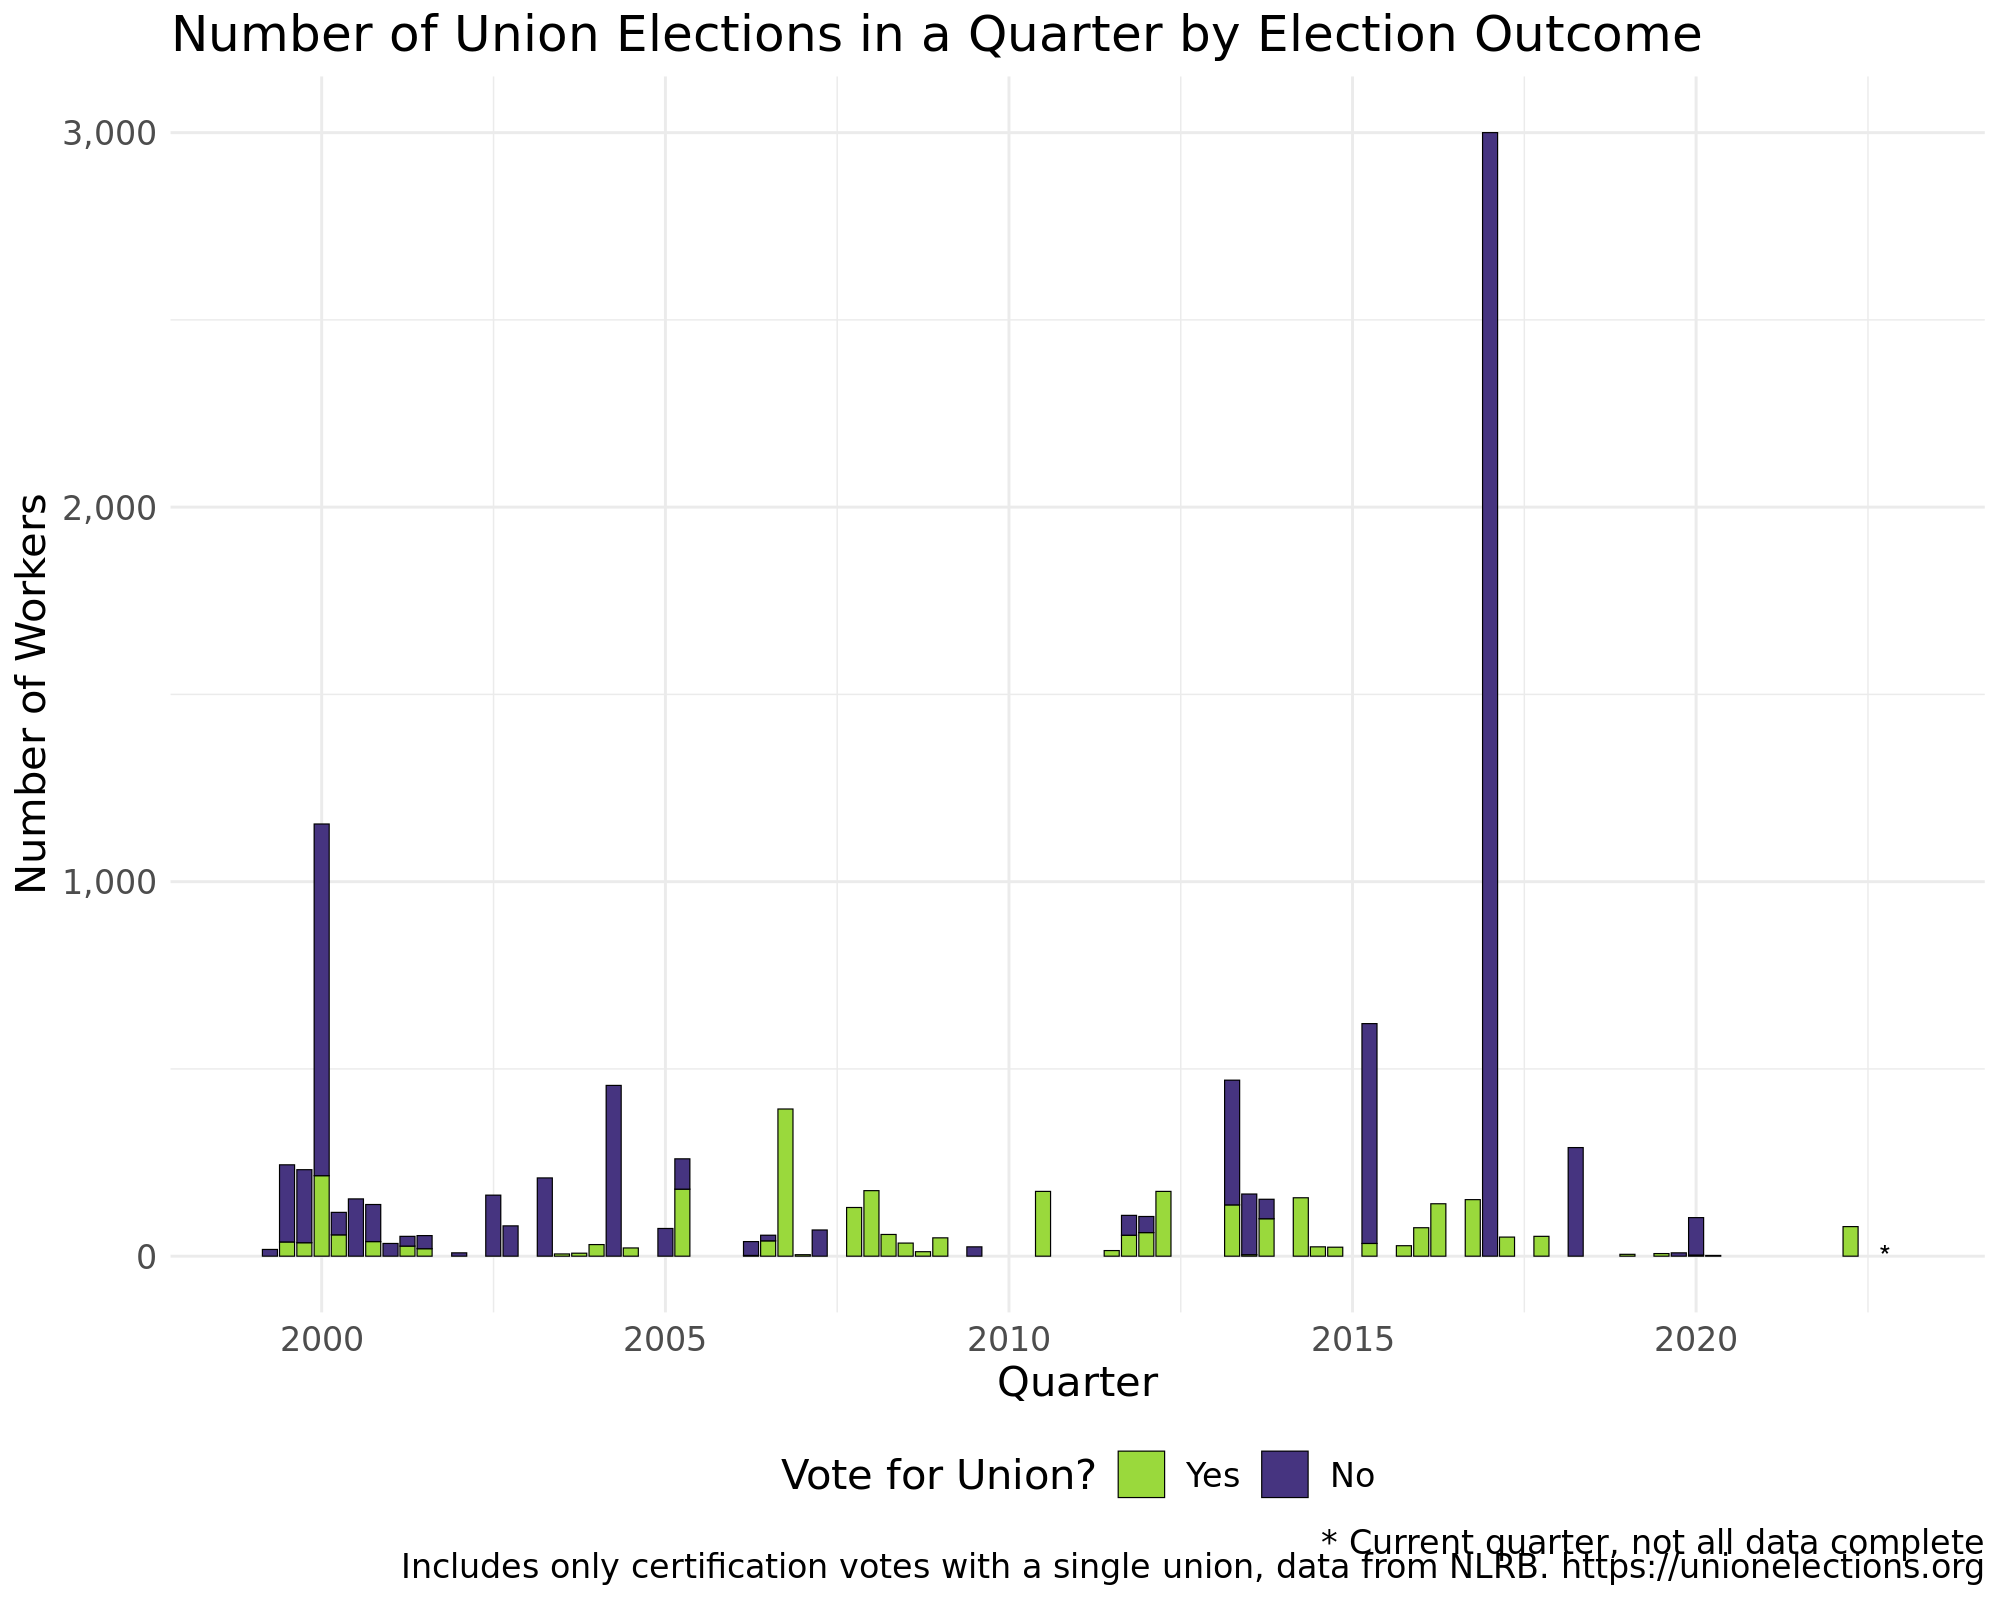 Number of Union Elections in a Quarter by Election Outcome
Number of Workers
3,000
2,000
1,000
0
2000 2005 2010 2015 2020
*
Quarter
Vote for Union? Yes No
* Current quarter, not all data complete
Includes only certification votes with a single union, data from NLRB. https://unionelections.org